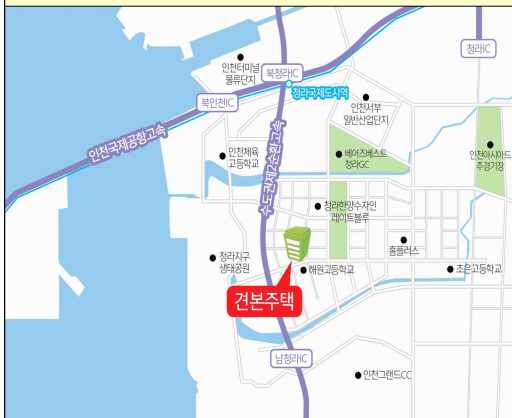 청라IC
인천터미널
물류단지
북청라IC
청라국제도시역
북인천IC
인천서부
일반산업단지
인천국제공항고속
수도권제2순환고속
인천체육
고등학교
베어즈베스트
청라GC
인천아시아드
주경기장
청라한양수자인
레이크블루
홈플러스
청라지구
생태공원
해원고등학교
초은고등학교
견본주택
남청라IC
인천그랜드CC